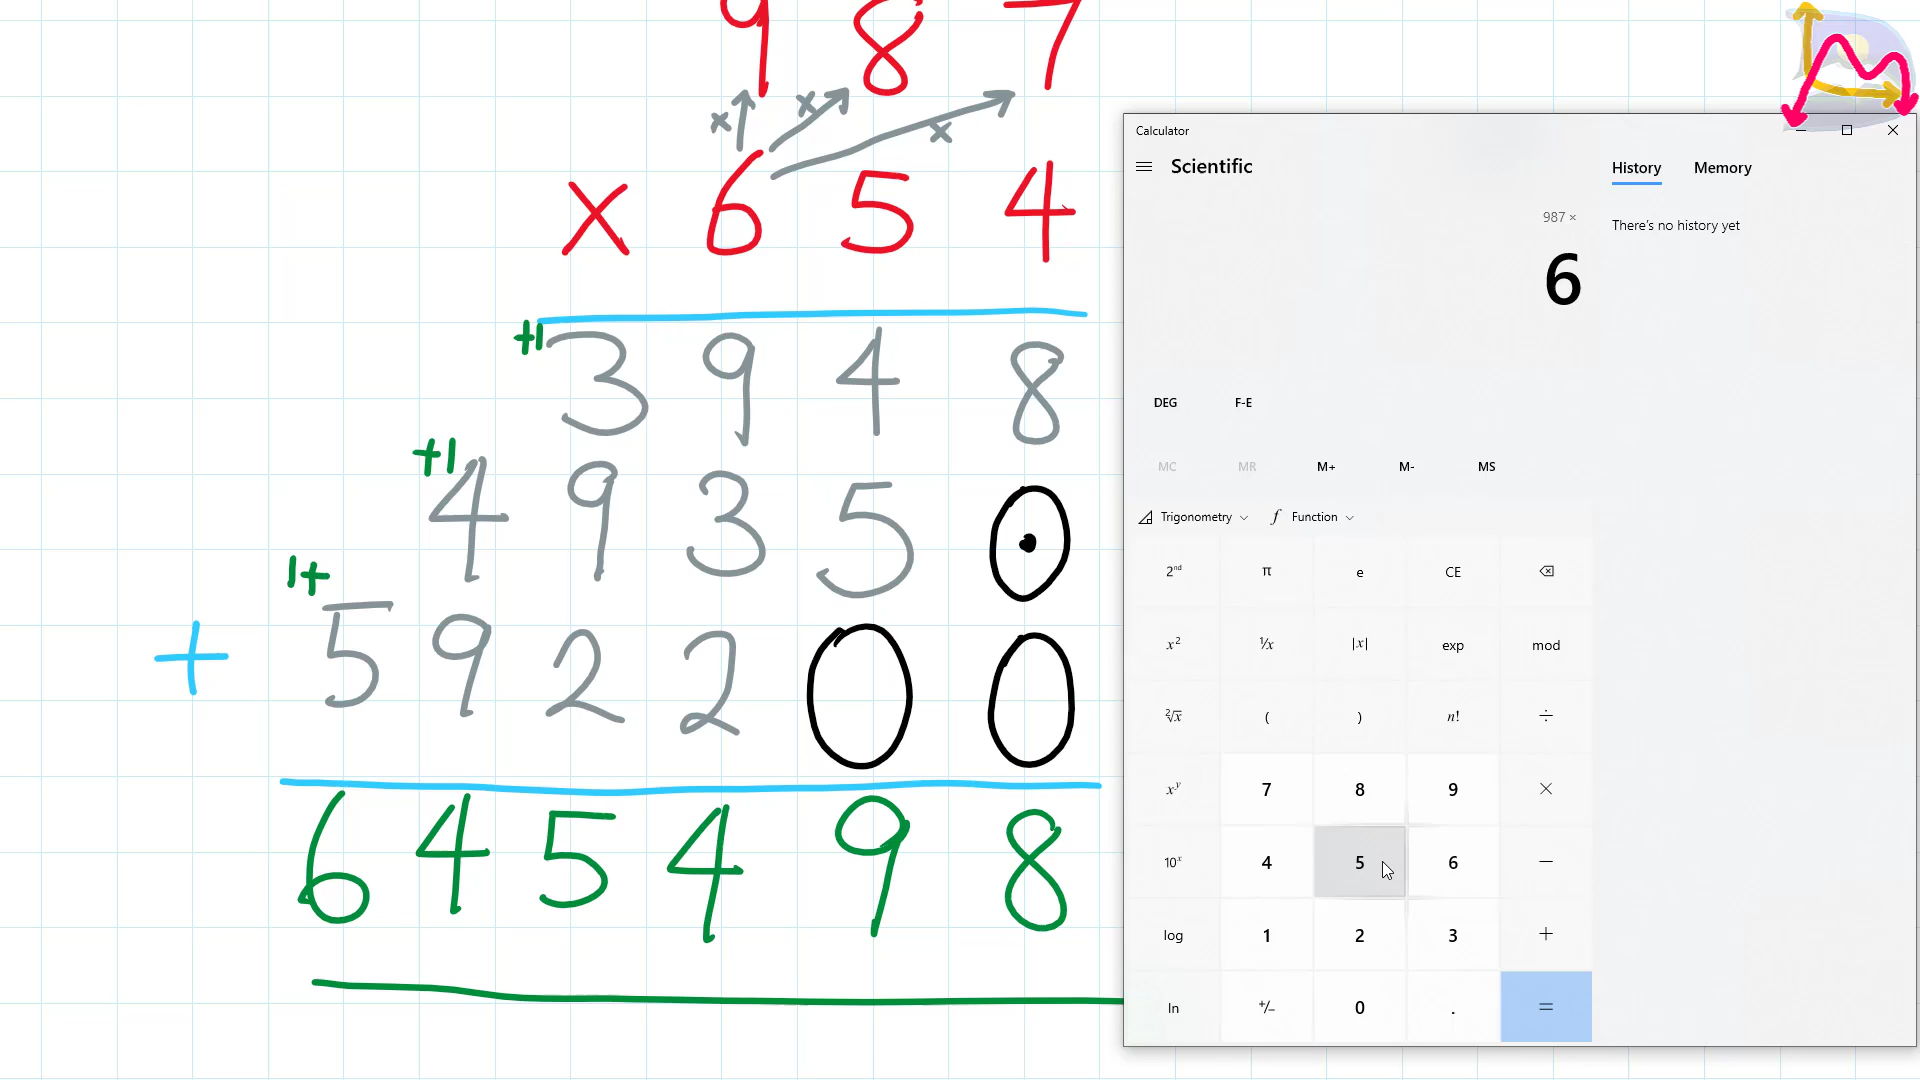 9 8 7
x x x
x 6 5 4
+1 3 9 4 8
+1 4 9 3 5 0
1+
+ 5 9 2 2 0 0
6 4 5 4 9 8
Calculator
Scientific
History Memory
987 ×
There's no history yet
6
DEG F-E
MC MR M+ M- MS
Trigonometry f Function
2nd π e CE
x² ⅟x |x| exp mod
²√x ( ) n! ÷
xʸ 7 8 9 ×
10ˣ 4 5 6 −
log 1 2 3 +
ln +/− 0 . =